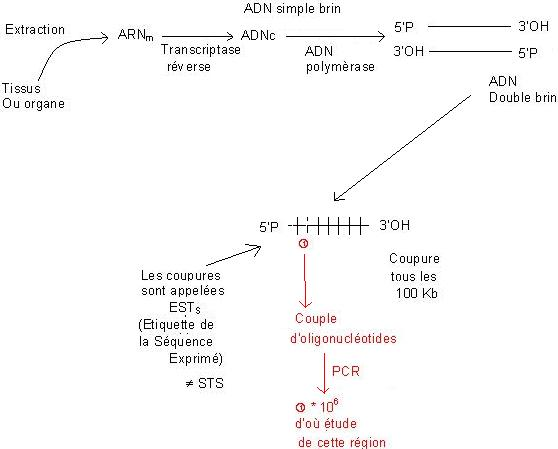 ADN simple brin
Extraction
ARNm
ADNc
5'P
3'OH
Transcriptase
réverse
ADN
polymèrase
3'OH
5'P
Tissus
Ou organe
ADN
Double brin
5'P
3'OH
1
Les coupures
sont appelées
ESTs
(Etiquette de
la Séquence
Exprimé)
≠ STS
Coupure
tous les
100 Kb
Couple
d'oligonucléotides
PCR
① * 10⁶
d'où étude
de cette région